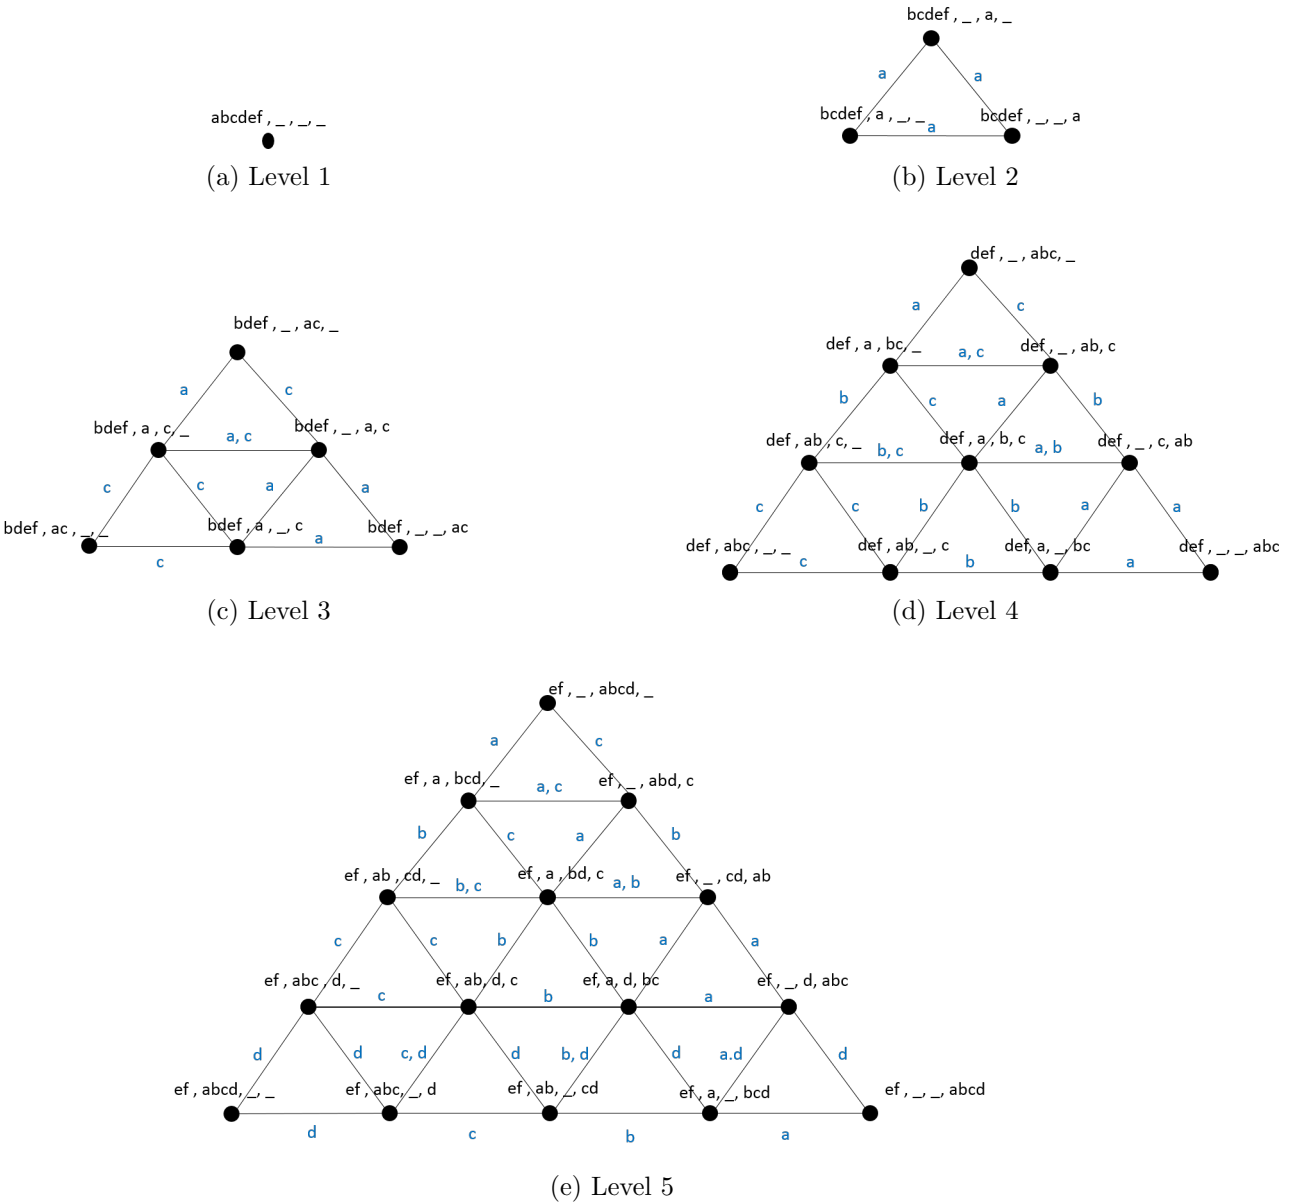 bcdef , _ , a, _
a a
abcdef , _ , _, _
bcdef , a , _, _ bcdef , _, _, a
a
(a) Level 1
(b) Level 2
def , _ , abc, _
a c
bdef , _ , ac, _
def , a , bc, _ def , _ , ab, c
a, c
a c
b c a b
bdef , a , c, _ bdef , _ , a, c
a, c
def , ab , c, _ def , a , b, c def , _ , c, ab
b, c a, b
c c a a
c c b b a a
bdef , ac , _, _ bdef , a , _, c bdef , _, _, ac
c a
def , abc , _, _ def , ab, _, c def, a, _, bc def , _, _, abc
c b a
(c) Level 3
(d) Level 4
ef , _ , abcd, _
a c
ef , a , bcd, _ ef , _ , abd, c
a, c
b c a b
ef , ab , cd, _ ef , a , bd, c ef , _ , cd, ab
b, c a, b
c c b b a a
ef , abc , d, _ ef , ab, d, c ef, a, d, bc ef , _, d, abc
c b a
d d c, d d b, d d a.d d
ef , abcd, _, _ ef , abc, _, d ef , ab, _, cd ef , a, _, bcd ef , _, _, abcd
d c b a
(e) Level 5